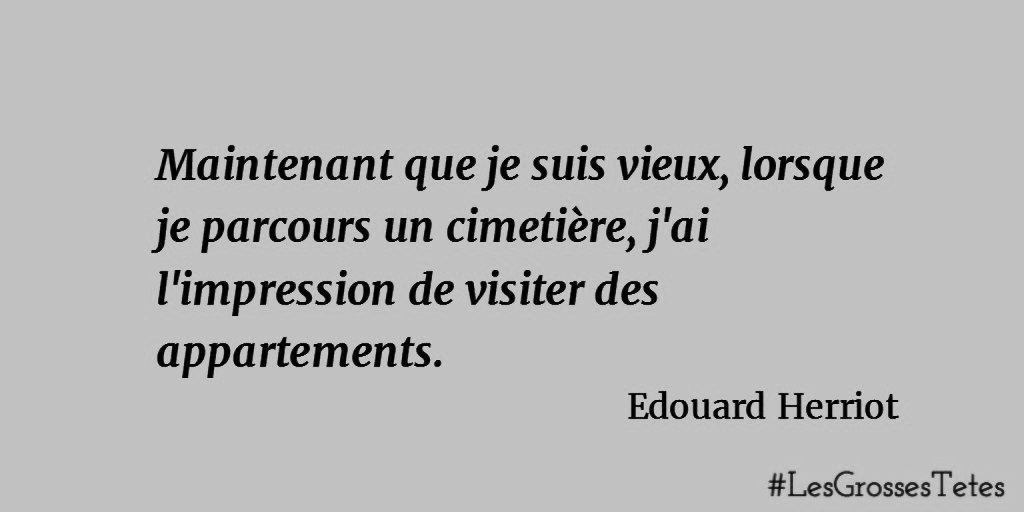 Maintenant que je suis vieux, lorsque
je parcours un cimetière, j'ai
l'impression de visiter des
appartements.
Edouard Herriot
#LesGrossesTetes